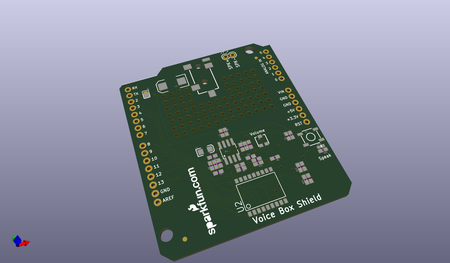 RX
TX
2
3
4
5
6
7
8
9
10
11
12
13
GND
AREF
VIN
GND
GND
+5V
+3.3V
RST
Volume
Speak
sparkfun.com
U2
Voice Box Shield